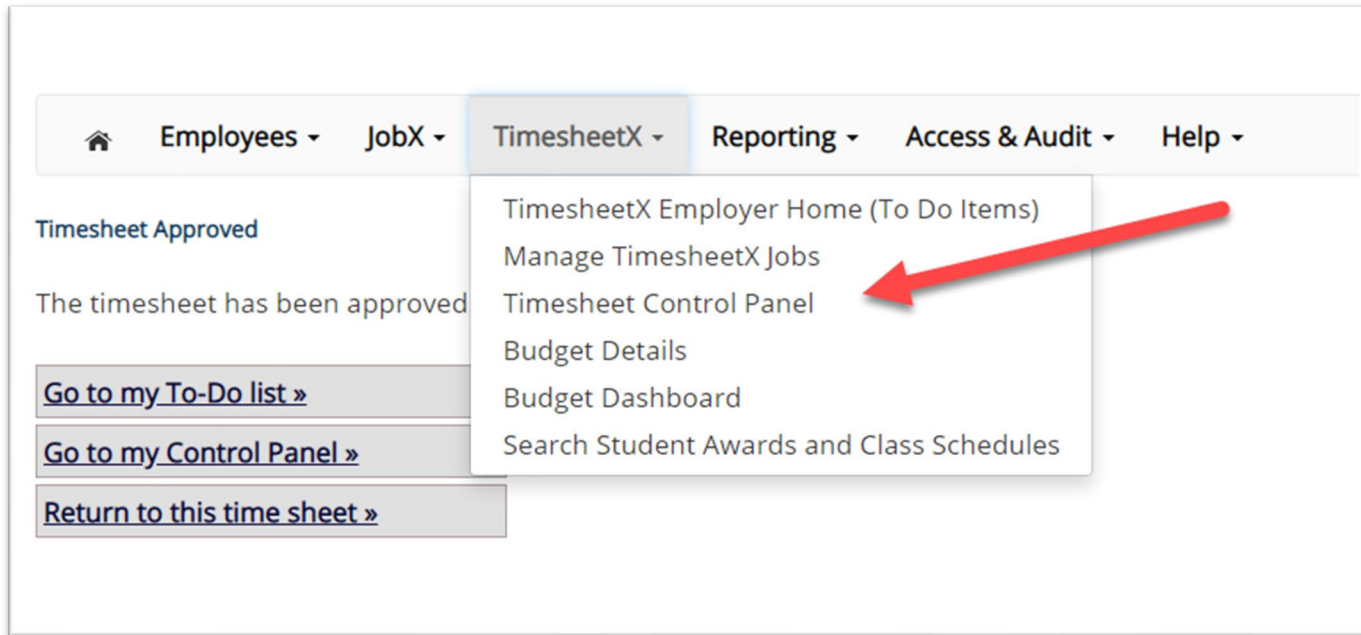 Employees JobX TimesheetX Reporting Access & Audit Help
TimesheetX Employer Home (To Do Items)
Manage TimesheetX Jobs
Timesheet Control Panel
Budget Details
Budget Dashboard
Search Student Awards and Class Schedules
Timesheet Approved
The timesheet has been approved
Go to my To-Do list »
Go to my Control Panel »
Return to this time sheet »